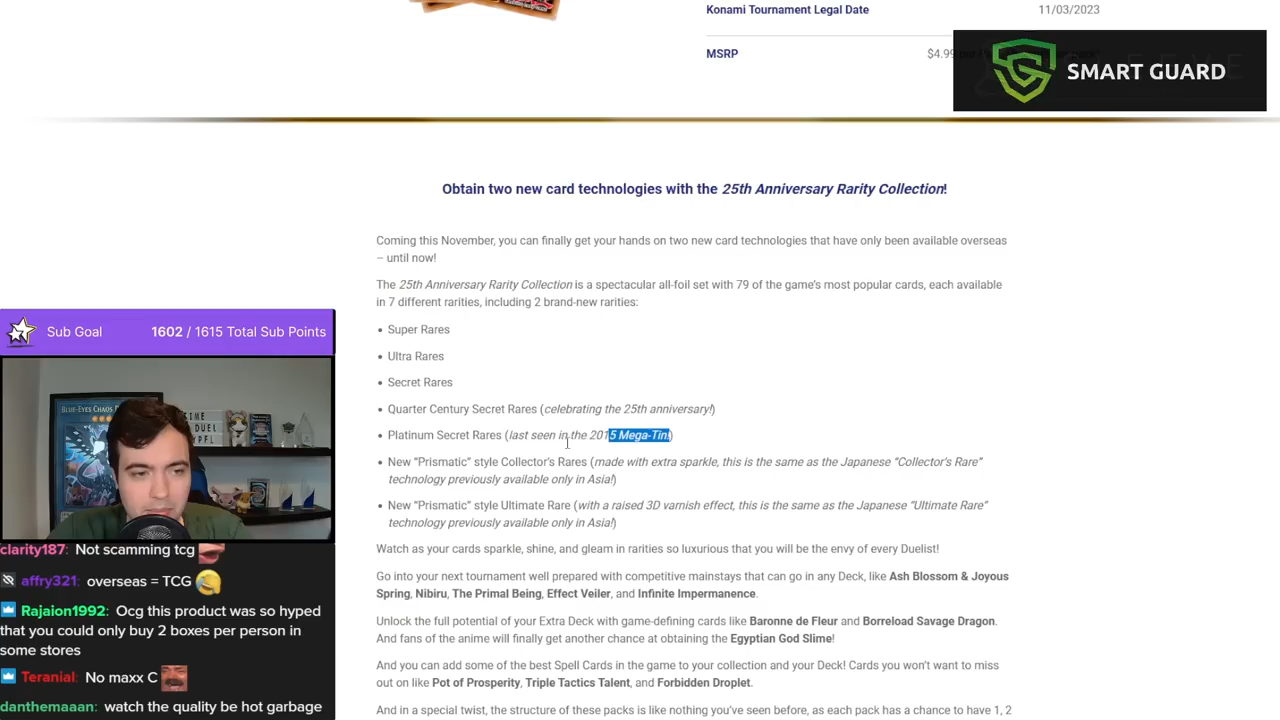 Konami Tournament Legal Date 11/03/2023
MSRP $4.99
SMART GUARD
Obtain two new card technologies with the 25th Anniversary Rarity Collection!
Coming this November, you can finally get your hands on two new card technologies that have only been available overseas
– until now!
The 25th Anniversary Rarity Collection is a spectacular all-foil set with 79 of the game's most popular cards, each available
in 7 different rarities, including 2 brand-new rarities:
• Super Rares
• Ultra Rares
• Secret Rares
• Quarter Century Secret Rares (celebrating the 25th anniversary!)
• Platinum Secret Rares (last seen in the 2015 Mega-Tin!)
• New “Prismatic” style Collector's Rares (made with extra sparkle, this is the same as the Japanese “Collector's Rare”
technology previously available only in Asia!)
• New “Prismatic” style Ultimate Rare (with a raised 3D varnish effect, this is the same as the Japanese “Ultimate Rare”
technology previously available only in Asia!)
Watch as your cards sparkle, shine, and gleam in rarities so luxurious that you will be the envy of every Duelist!
Go into your next tournament well prepared with competitive mainstays that can go in any Deck, like Ash Blossom & Joyous
Spring, Nibiru, The Primal Being, Effect Veiler, and Infinite Impermanence.
Unlock the full potential of your Extra Deck with game-defining cards like Baronne de Fleur and Borreload Savage Dragon.
And fans of the anime will finally get another chance at obtaining the Egyptian God Slime!
And you can add some of the best Spell Cards in the game to your collection and your Deck! Cards you won't want to miss
out on like Pot of Prosperity, Triple Tactics Talent, and Forbidden Droplet.
And in a special twist, the structure of these packs is like nothing you've seen before, as each pack has a chance to have 1, 2
Sub Goal 1602 / 1615 Total Sub Points
BLUE-EYES CHAOS
TIME
DUEL
YPFL
clarity187: Not scamming tcg
affry321: overseas = TCG
Rajaion1992: Ocg this product was so hyped
that you could only buy 2 boxes per person in
some stores
Teranial: No maxx C
danthemaaan: watch the quality be hot garbage